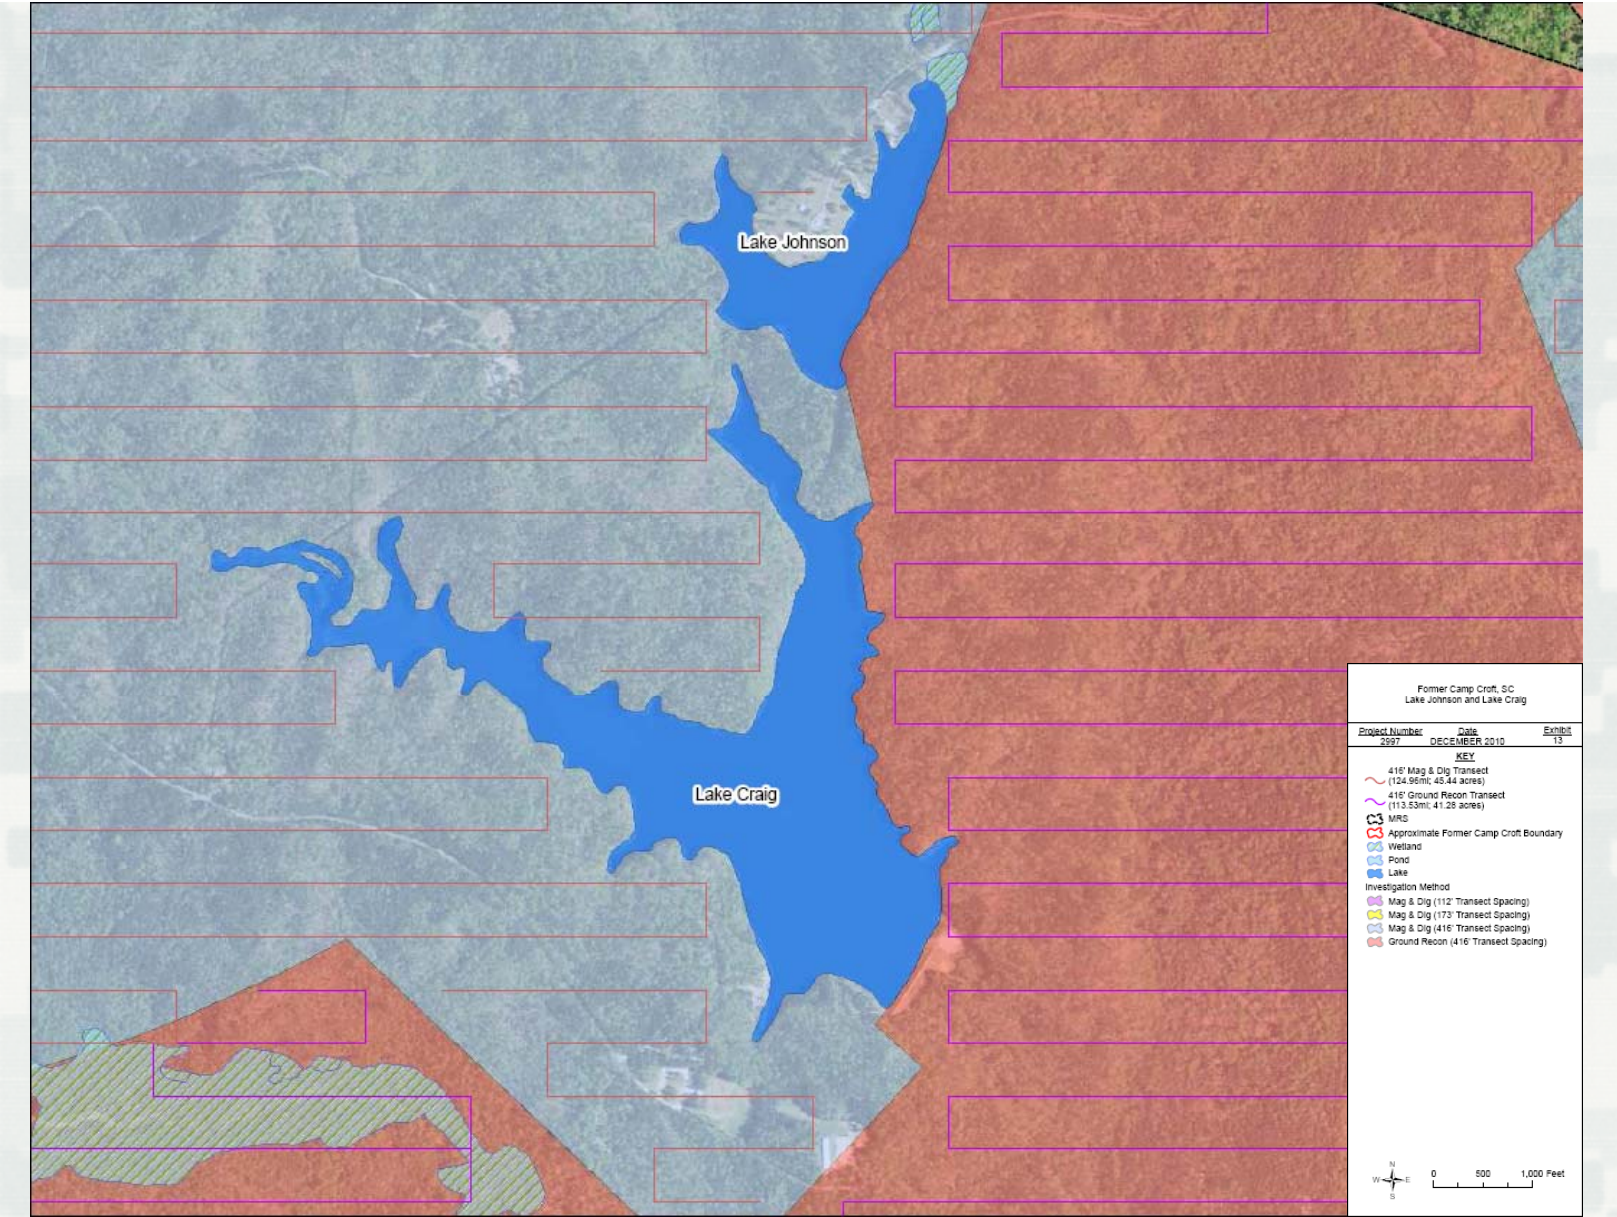 Lake Johnson
Lake Craig
Former Camp Croft, SC
Lake Johnson and Lake Craig
Project Number Date Exhibit
2997 DECEMBER 2010 13
KEY
416' Mag & Dig Transect
(124.96mi; 45.44 acres)
416' Ground Recon Transect
(113.53mi; 41.28 acres)
MRS
Approximate Former Camp Croft Boundary
Wetland
Pond
Lake
Investigation Method
Mag & Dig (112' Transect Spacing)
Mag & Dig (173' Transect Spacing)
Mag & Dig (416' Transect Spacing)
Ground Recon (416' Transect Spacing)
N
W E
S
0 500 1,000 Feet